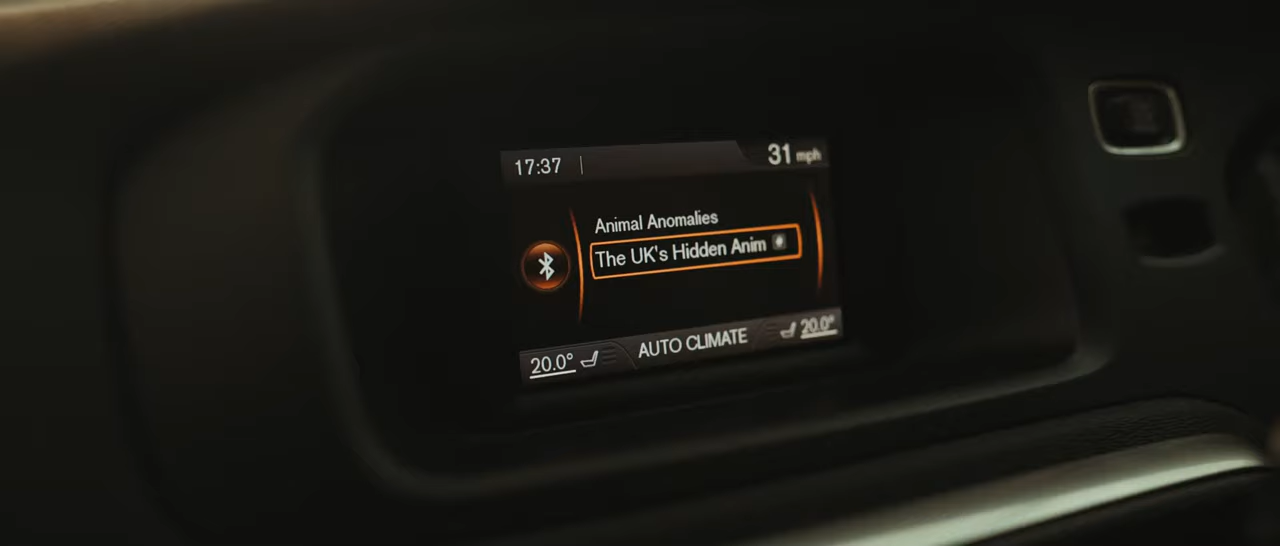 17:37 | 31 mph
Animal Anomalies
The UK's Hidden Anim
20.0° AUTO CLIMATE 20.0°